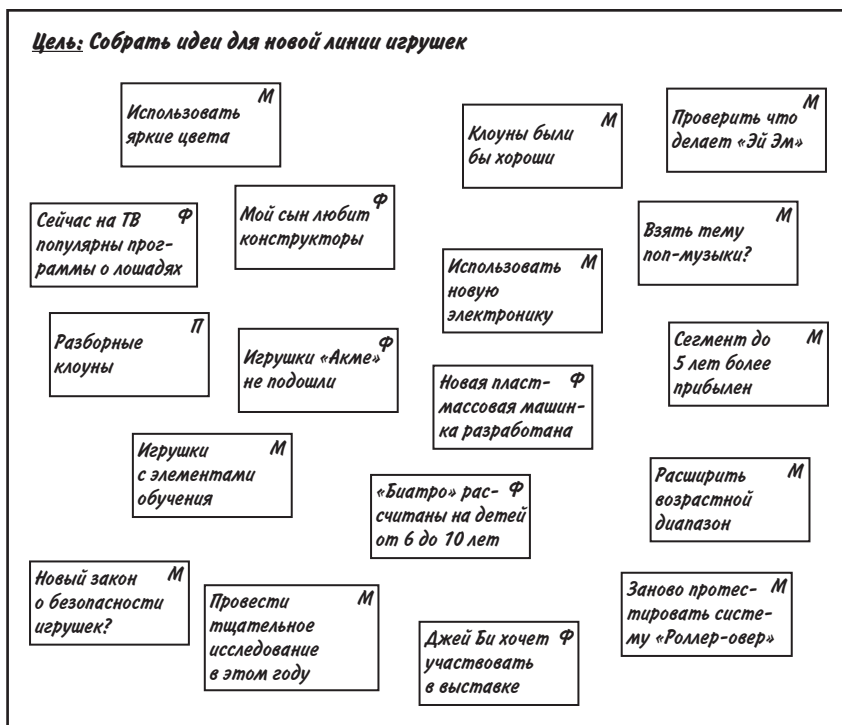 Цель: Собрать идеи для новой линии игрушек
Использовать М
яркие цвета
Клоуны были М
бы хороши
Проверить что М
делает «Эй Эм»
Сейчас на ТВ Ф
популярны прог-
раммы о лошадях
Мой сын любит Ф
конструкторы
Взять тему М
поп-музыки?
Использовать М
новую
электронику
Разборные П
клоуны
Игрушки «Акме» Ф
не подошли
Сегмент до М
5 лет более
прибылен
Новая пласт- Ф
массовая машин-
ка разработана
Игрушки М
с элементами
обучения
«Биатро» рас- Ф
считаны на детей
от 6 до 10 лет
Расширить М
возрастной
диапазон
Новый закон М
о безопасности
игрушек?
Провести М
тщательное
исследование
в этом году
Джей Би хочет Ф
участвовать
в выставке
Заново протес- М
тировать систе-
му «Роллер-овер»